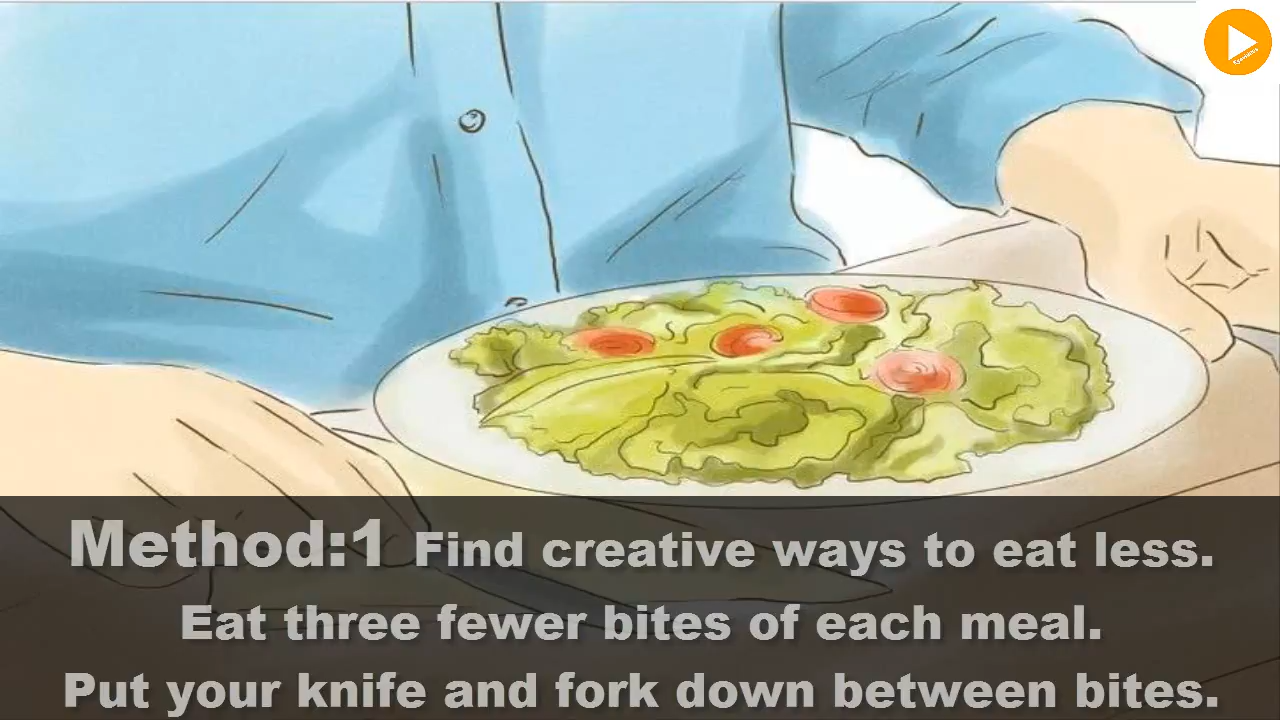 Method:1 Find creative ways to eat less.
Eat three fewer bites of each meal.
Put your knife and fork down between bites.